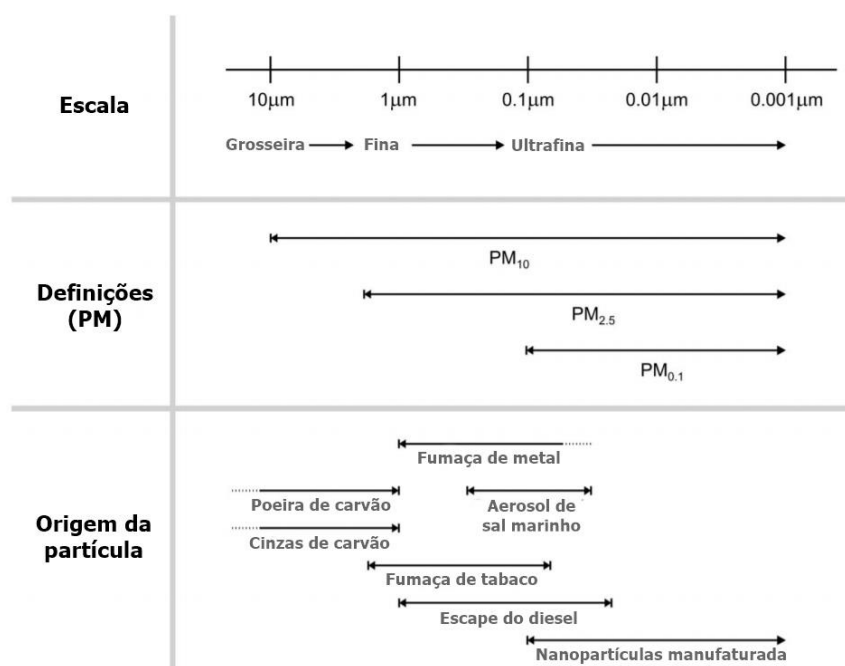 Escala
10μm 1μm 0.1μm 0.01μm 0.001μm
Grosseira Fina Ultrafina
Definições
(PM)
PM10
PM2.5
PM0.1
Origem da
partícula
Fumaça de metal
Poeira de carvão
Aerosol de
sal marinho
Cinzas de carvão
Fumaça de tabaco
Escape do diesel
Nanopartículas manufaturada